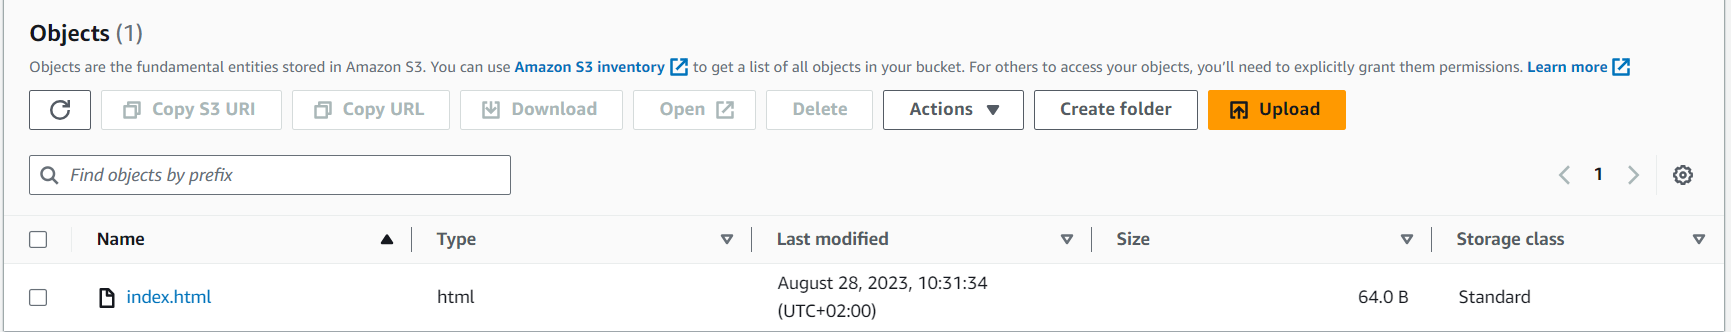 Objects (1)
Objects are the fundamental entities stored in Amazon S3. You can use Amazon S3 inventory to get a list of all objects in your bucket. For others to access your objects, you'll need to explicitly grant them permissions. Learn more
Copy S3 URI Copy URL Download Open Delete Actions Create folder Upload
Find objects by prefix 1
Name Type Last modified Size Storage class
index.html html August 28, 2023, 10:31:34 64.0 B Standard
(UTC+02:00)